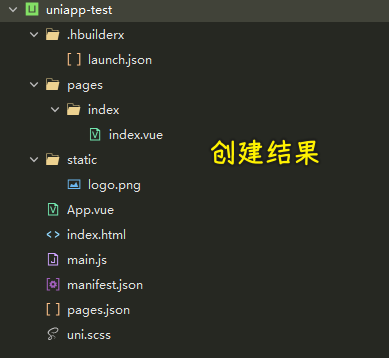 uniapp-test
.hbuilderx
launch.json
pages
index
index.vue
创建结果
static
logo.png
App.vue
index.html
main.js
manifest.json
pages.json
uni.scss